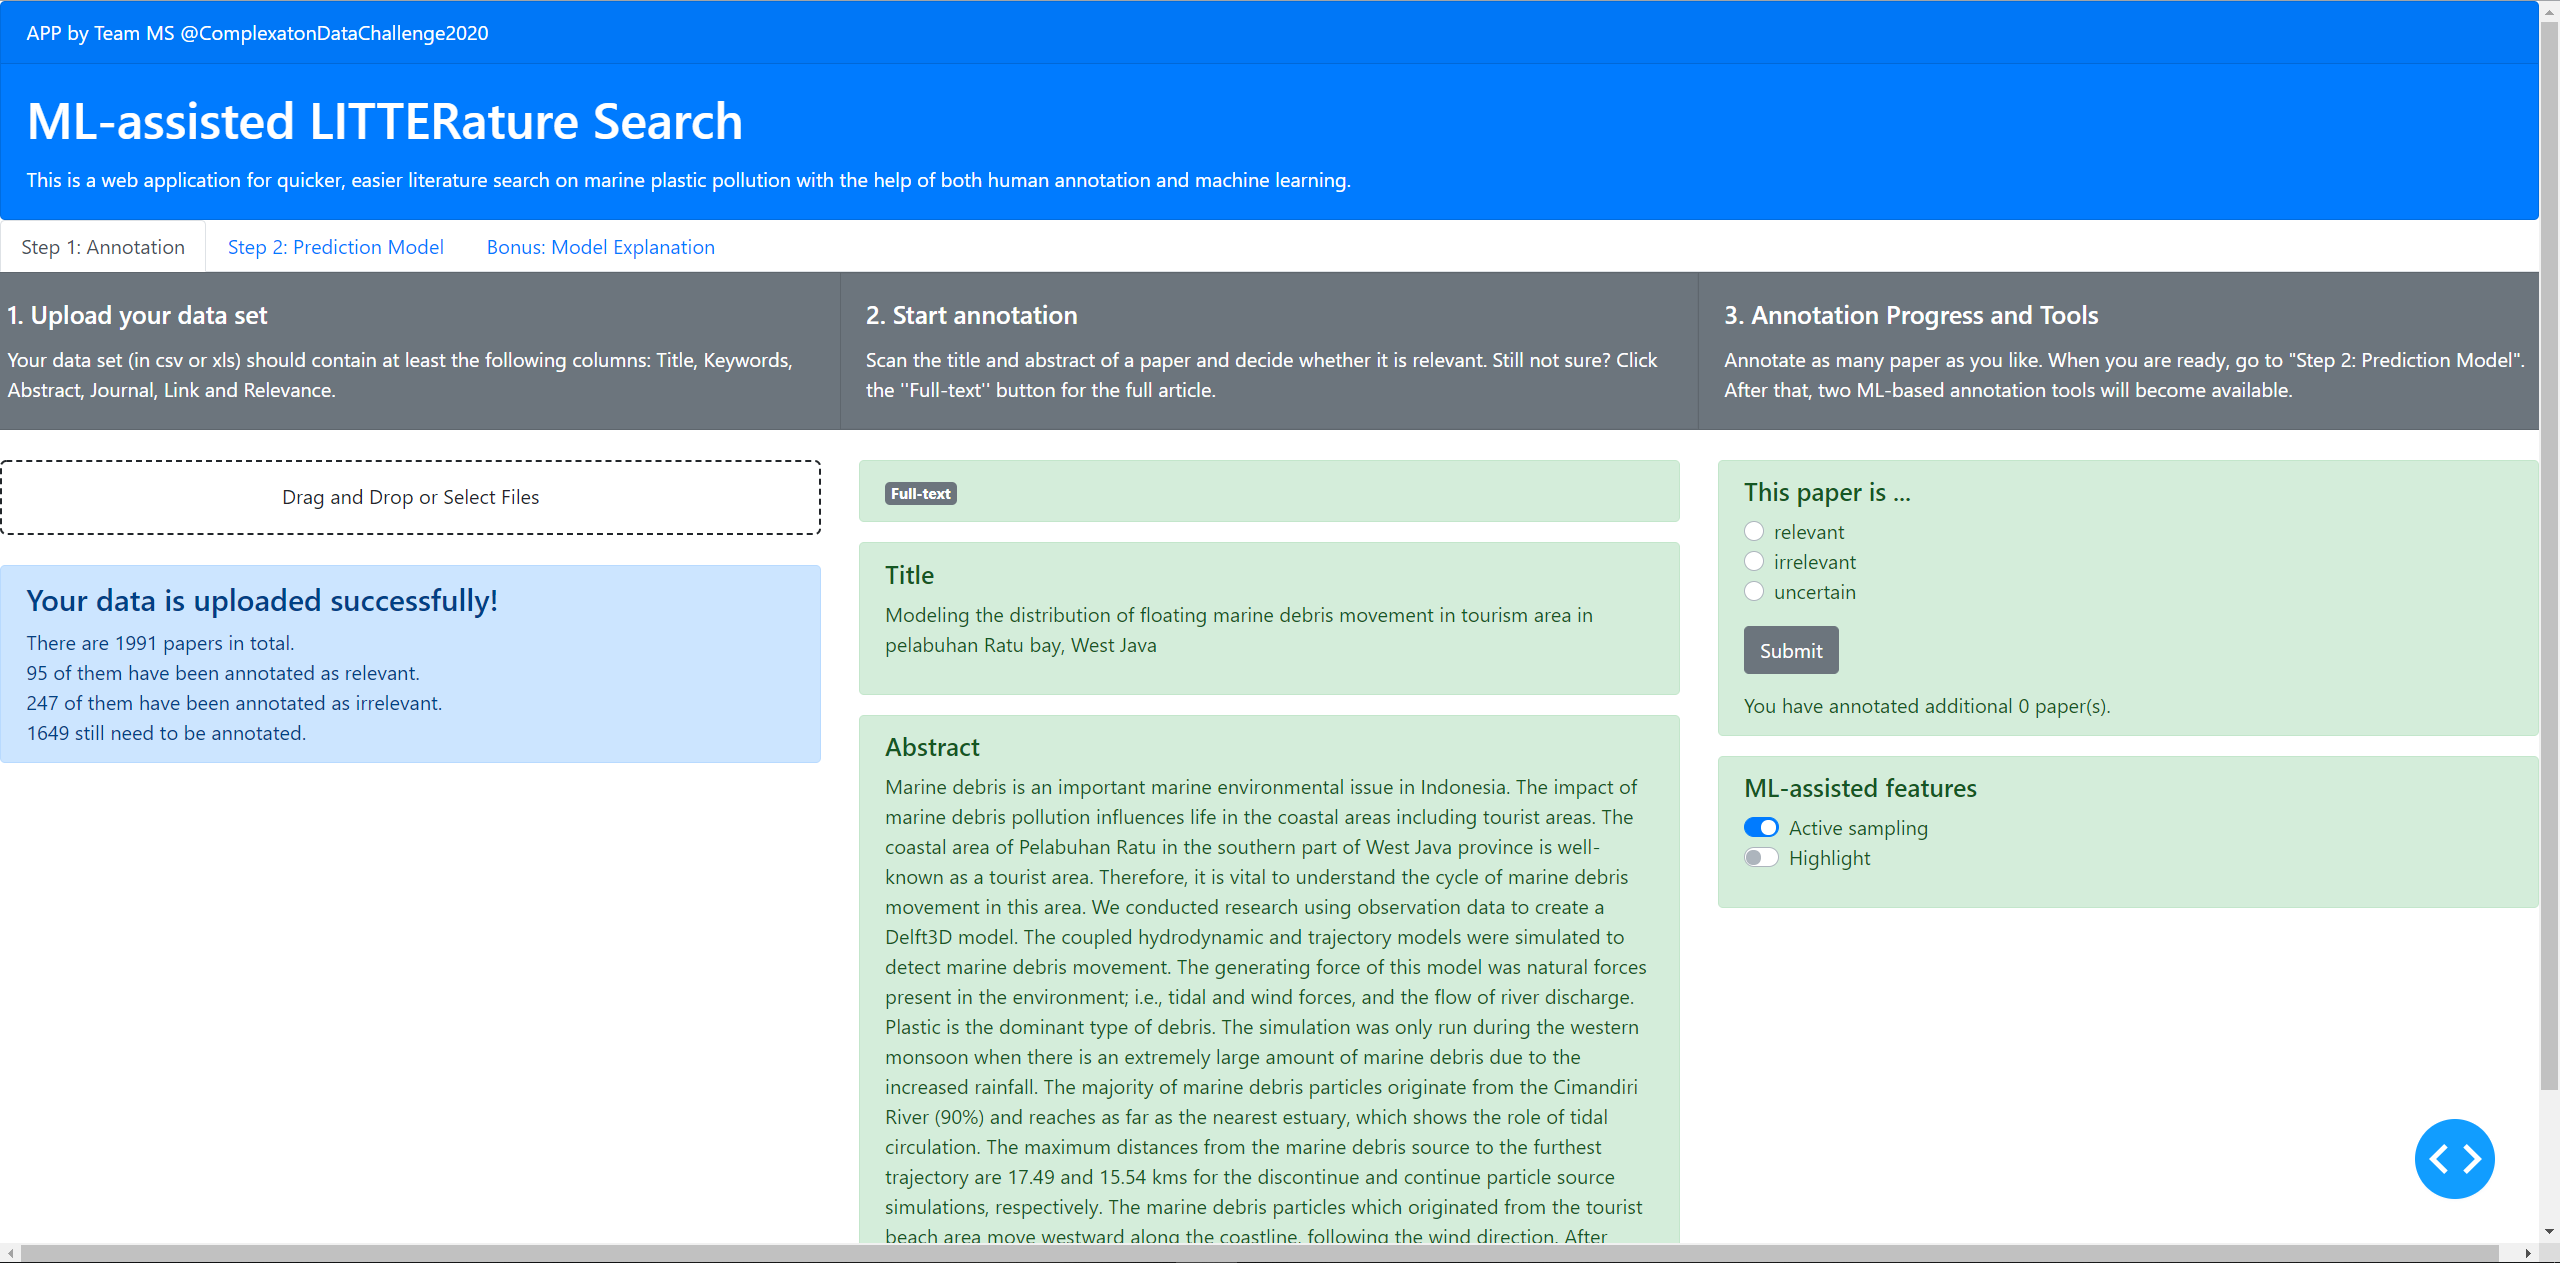 APP by Team MS @ComplexatonDataChallenge2020
ML-assisted LITTERature Search
This is a web application for quicker, easier literature search on marine plastic pollution with the help of both human annotation and machine learning.
Step 1: Annotation
Step 2: Prediction Model
Bonus: Model Explanation
1. Upload your data set
Your data set (in csv or xls) should contain at least the following columns: Title, Keywords,
Abstract, Journal, Link and Relevance.
2. Start annotation
Scan the title and abstract of a paper and decide whether it is relevant. Still not sure? Click
the ''Full-text'' button for the full article.
3. Annotation Progress and Tools
Annotate as many paper as you like. When you are ready, go to "Step 2: Prediction Model".
After that, two ML-based annotation tools will become available.
Drag and Drop or Select Files
Your data is uploaded successfully!
There are 1991 papers in total.
95 of them have been annotated as relevant.
247 of them have been annotated as irrelevant.
1649 still need to be annotated.
Full-text
Title
Modeling the distribution of floating marine debris movement in tourism area in
pelabuhan Ratu bay, West Java
Abstract
Marine debris is an important marine environmental issue in Indonesia. The impact of
marine debris pollution influences life in the coastal areas including tourist areas. The
coastal area of Pelabuhan Ratu in the southern part of West Java province is well-
known as a tourist area. Therefore, it is vital to understand the cycle of marine debris
movement in this area. We conducted research using observation data to create a
Delft3D model. The coupled hydrodynamic and trajectory models were simulated to
detect marine debris movement. The generating force of this model was natural forces
present in the environment; i.e., tidal and wind forces, and the flow of river discharge.
Plastic is the dominant type of debris. The simulation was only run during the western
monsoon when there is an extremely large amount of marine debris due to the
increased rainfall. The majority of marine debris particles originate from the Cimandiri
River (90%) and reaches as far as the nearest estuary, which shows the role of tidal
circulation. The maximum distances from the marine debris source to the furthest
trajectory are 17.49 and 15.54 kms for the discontinue and continue particle source
simulations, respectively. The marine debris particles which originated from the tourist
beach area move westward along the coastline, following the wind direction. After
This paper is ...
relevant
irrelevant
uncertain
Submit
You have annotated additional 0 paper(s).
ML-assisted features
Active sampling
Highlight